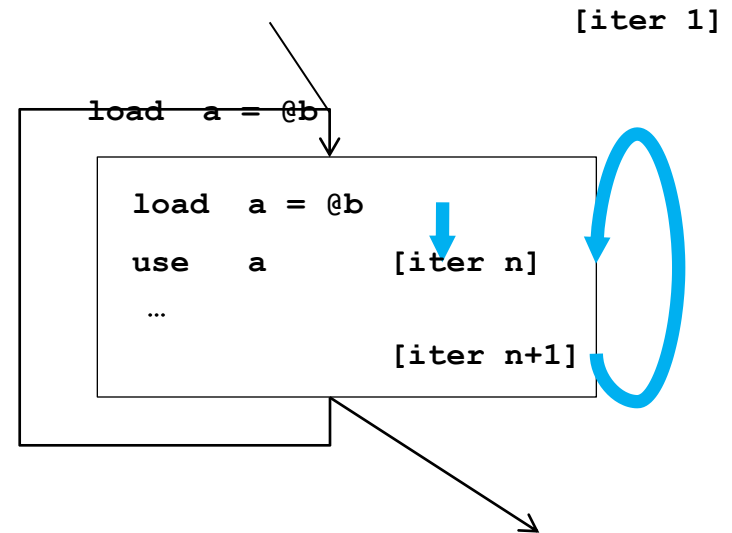 [iter 1]
load a = @b
load a = @b
use a [iter n]
…
[iter n+1]